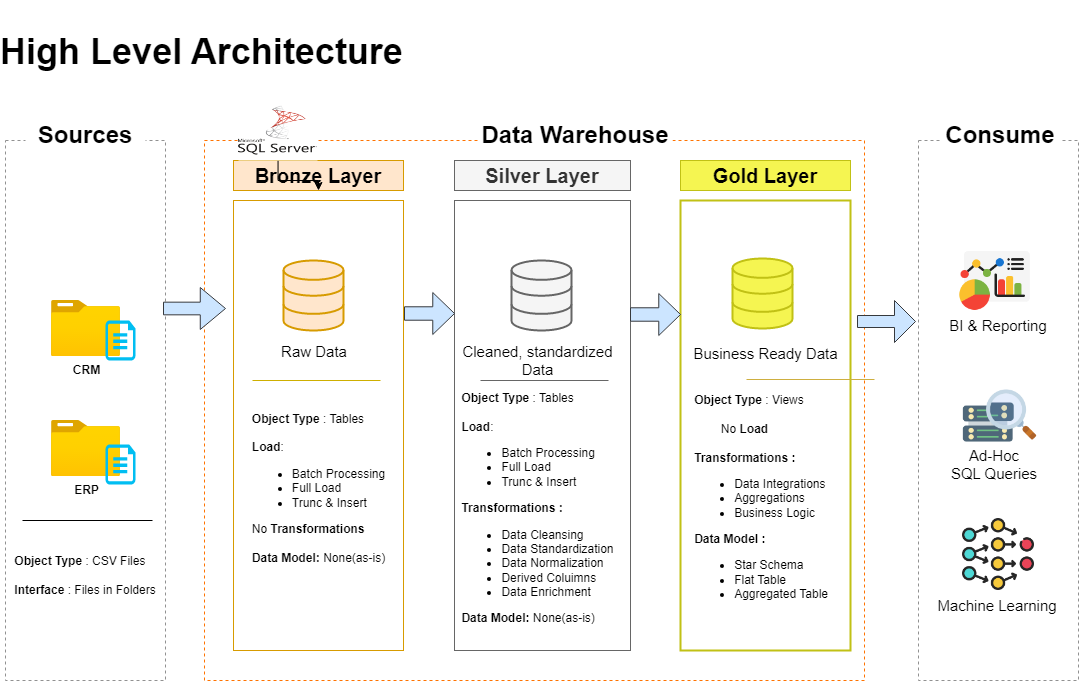 High Level Architecture
Sources
CRM
ERP
Object Type : CSV Files
Interface : Files in Folders
Data Warehouse
Microsoft
SQL Server
Bronze Layer
Raw Data
Object Type : Tables
Load:
Batch Processing
Full Load
Trunc & Insert
No Transformations
Data Model: None(as-is)
Silver Layer
Cleaned, standardized
Data
Object Type : Tables
Load:
Batch Processing
Full Load
Trunc & Insert
Transformations :
Data Cleansing
Data Standardization
Data Normalization
Derived Coluimns
Data Enrichment
Data Model: None(as-is)
Gold Layer
Business Ready Data
Object Type : Views
No Load
Transformations :
Data Integrations
Aggregations
Business Logic
Data Model :
Star Schema
Flat Table
Aggregated Table
Consume
BI & Reporting
Ad-Hoc
SQL Queries
Machine Learning